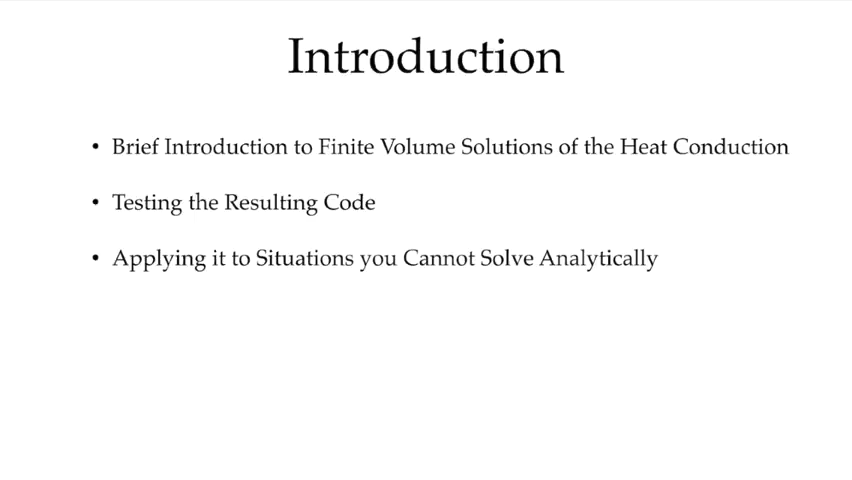 Introduction
• Brief Introduction to Finite Volume Solutions of the Heat Conduction
• Testing the Resulting Code
• Applying it to Situations you Cannot Solve Analytically